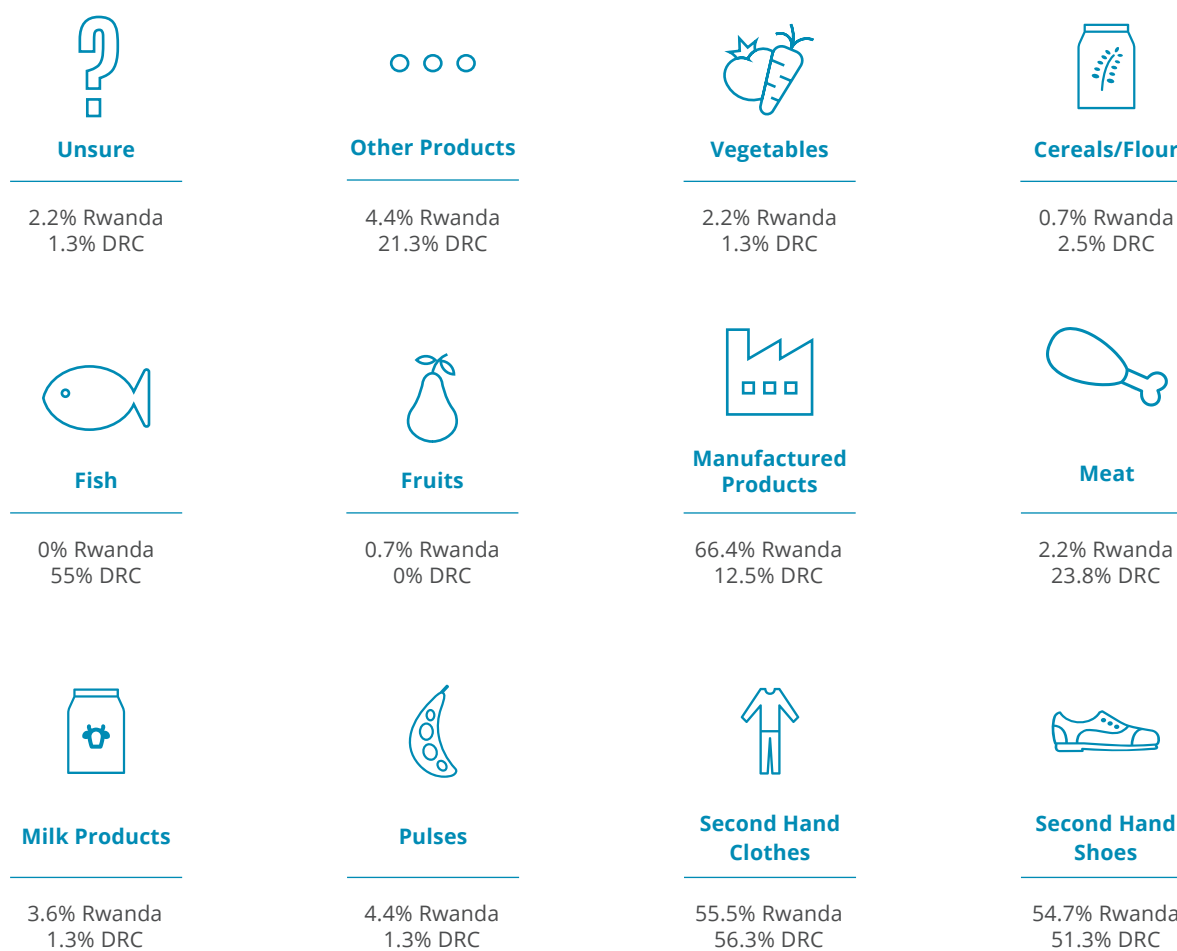 Unsure
2.2% Rwanda
1.3% DRC
Other Products
4.4% Rwanda
21.3% DRC
Vegetables
2.2% Rwanda
1.3% DRC
Cereals/Flour
0.7% Rwanda
2.5% DRC
Fish
0% Rwanda
55% DRC
Fruits
0.7% Rwanda
0% DRC
Manufactured
Products
66.4% Rwanda
12.5% DRC
Meat
2.2% Rwanda
23.8% DRC
Milk Products
3.6% Rwanda
1.3% DRC
Pulses
4.4% Rwanda
1.3% DRC
Second Hand
Clothes
55.5% Rwanda
56.3% DRC
Second Hand
Shoes
54.7% Rwanda
51.3% DRC